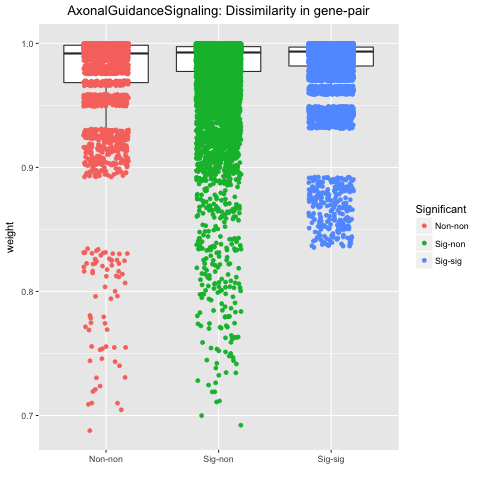 AxonalGuidanceSignaling: Dissimilarity in gene-pair
1.0
0.9
0.8
0.7
weight
Non-non
Sig-non
Sig-sig
Significant
Non-non
Sig-non
Sig-sig